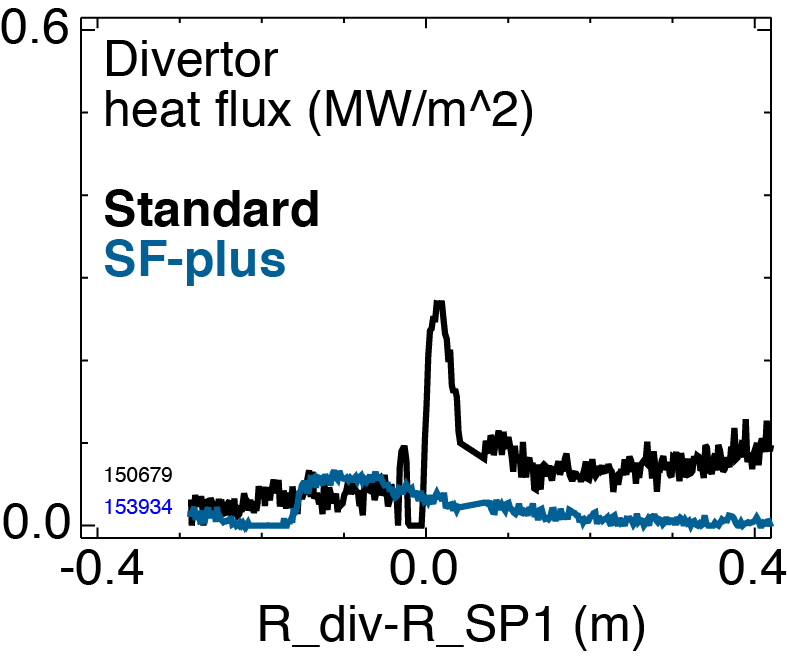 0.6
Divertor
heat flux (MW/m^2)
Standard
SF-plus
150679
153934
0.0
-0.4 0.0 0.4
R_div-R_SP1 (m)